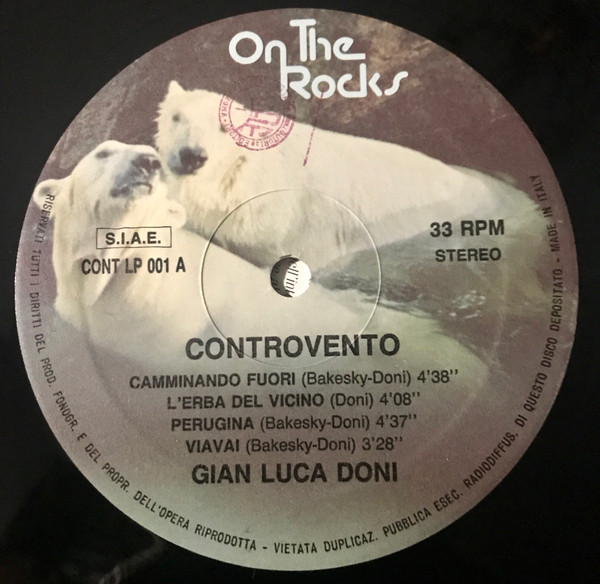 On The
Rocks
S.I.A.E.
CONT LP 001 A
33 RPM
STEREO
CONTROVENTO
CAMMINANDO FUORI (Bakesky-Doni) 4'38''
L'ERBA DEL VICINO (Doni) 4'08''
PERUGINA (Bakesky-Doni) 4'37''
VIAVAI (Bakesky-Doni) 3'28''
GIAN LUCA DONI
RISERVATI TUTTI I DIRITTI DEL PROD. FONOGR. E DEL PROPR. DELL'OPERA RIPRODOTTA - VIETATA DUPLICAZ. PUBBLICA ESEC. RADIODIFFUS. DI QUESTO DISCO DEPOSITATO - MADE IN ITALY